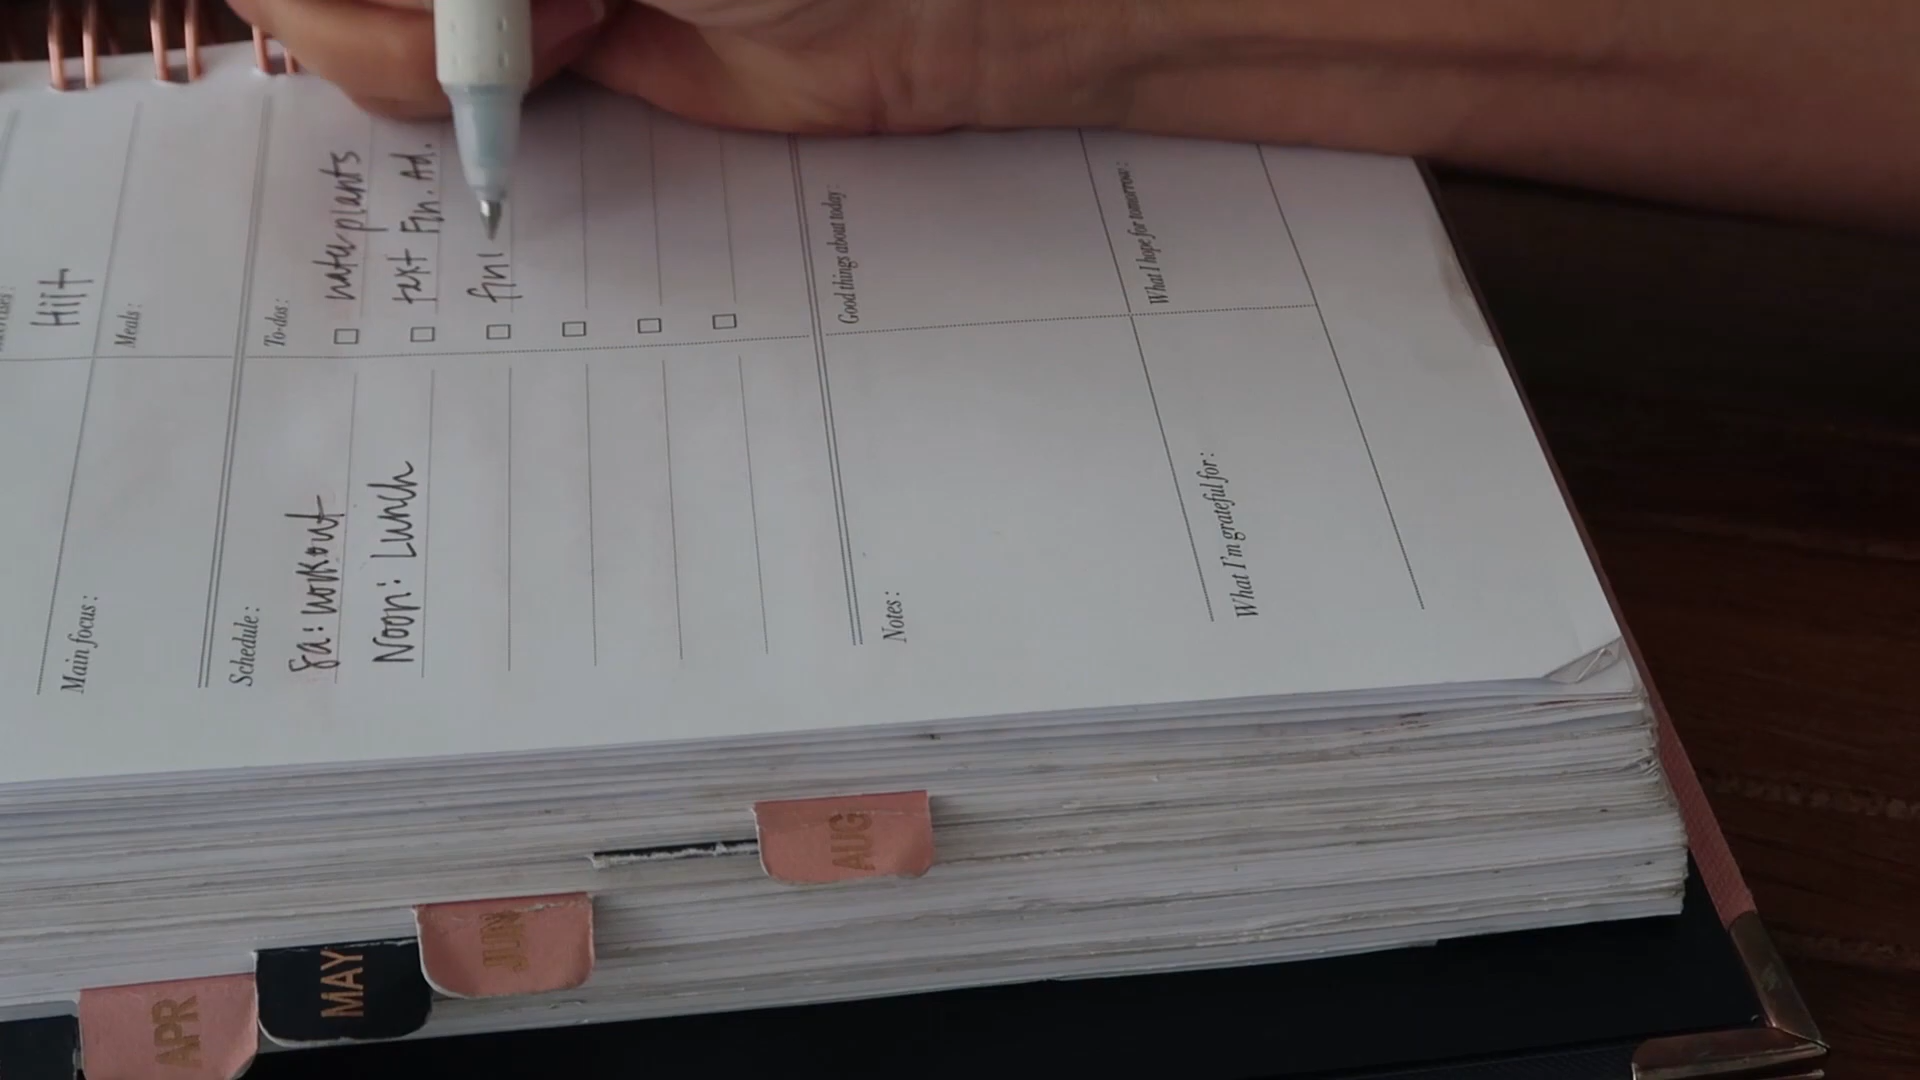 Hiit
Main focus:
Meals:
Schedule:
8a: workout
Noon: Lunch
To-dos:
water plants
text Fin. Ad.
fini
Notes:
Good things about today:
What I'm grateful for:
What I hope for tomorrow:
APR
MAY
JUN
AUG